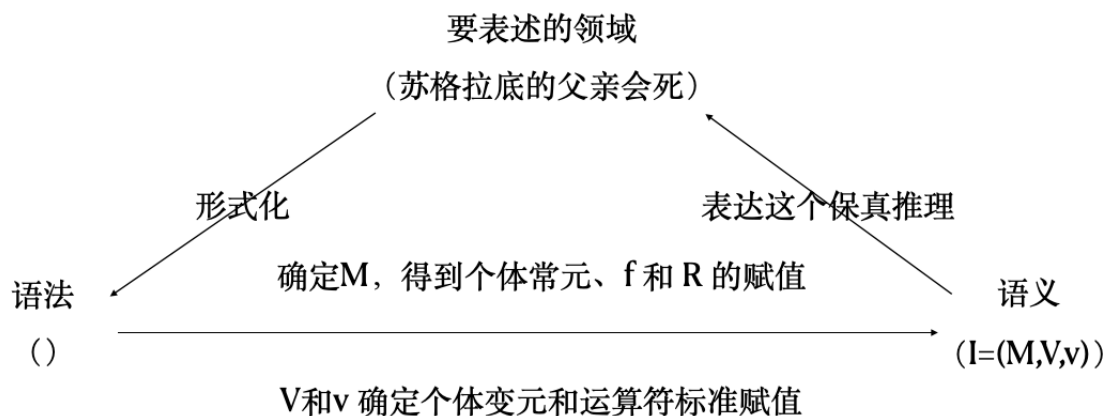 要表述的领域
（苏格拉底的父亲会死）
形式化
表达这个保真推理
确定M，得到个体常元、f 和 R 的赋值
语法
语义
（）
（I=(M,V,v)）
V和v 确定个体变元和运算符标准赋值